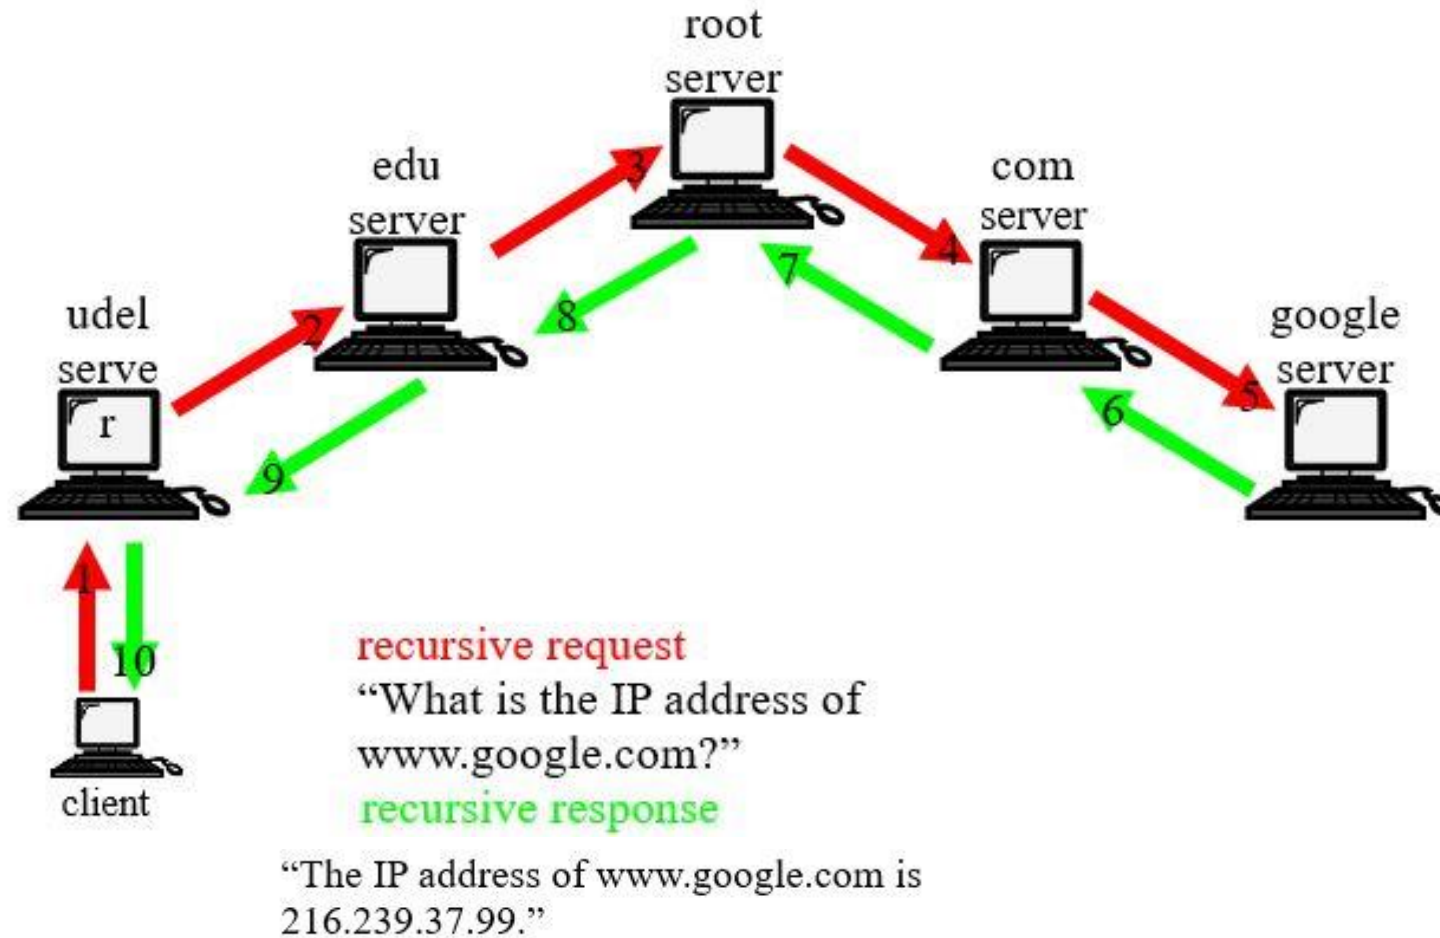 root
server
edu
server
com
server
udel
serve
r
google
server
3
4
2
7
8
5
6
9
1
10
client
recursive request
“What is the IP address of
www.google.com?”
recursive response
“The IP address of www.google.com is
216.239.37.99.”